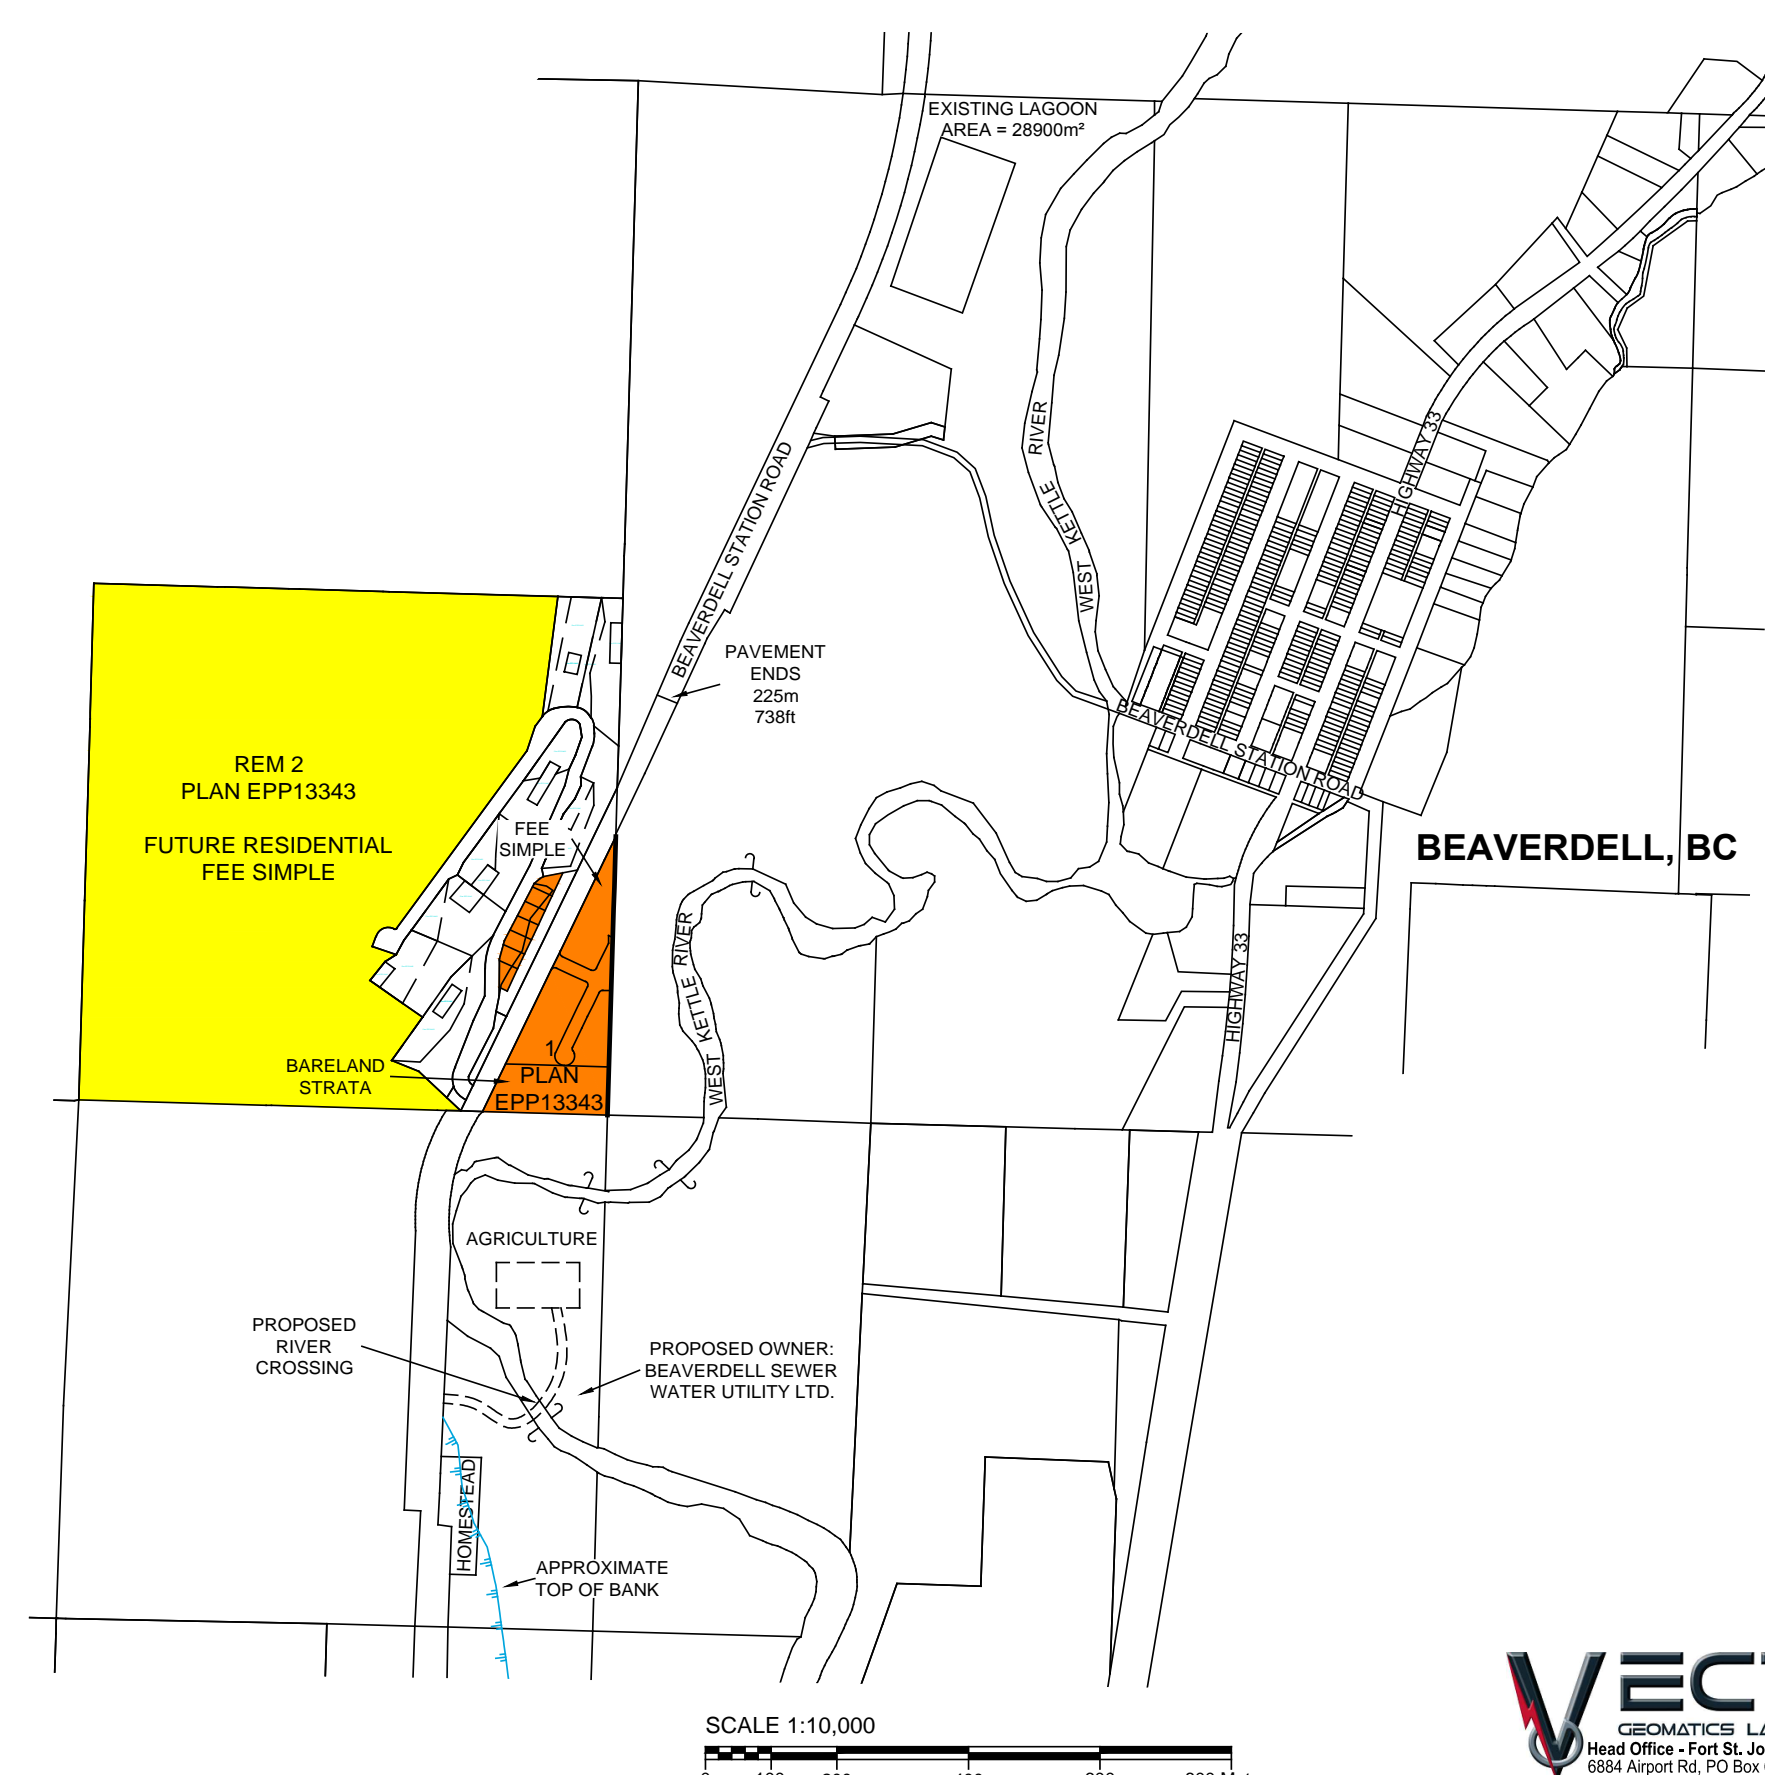 EXISTING LAGOON
AREA = 28900m²
RIVER
KETTLE
WEST
HIGHWAY 33
BEAVERDELL STATION ROAD
PAVEMENT
ENDS
225m
738ft
BEAVERDELL STATION ROAD
REM 2
PLAN EPP13343
FUTURE RESIDENTIAL
FEE SIMPLE
FEE
SIMPLE
BEAVERDELL, BC
WEST KETTLE RIVER
HIGHWAY 33
BARELAND
STRATA
1
PLAN
EPP13343
AGRICULTURE
PROPOSED
RIVER
CROSSING
PROPOSED OWNER:
BEAVERDELL SEWER
WATER UTILITY LTD.
HOMESTEAD
APPROXIMATE
TOP OF BANK
SCALE 1:10,000
VECT
GEOMATICS LA
Head Office - Fort St. Jo
6884 Airport Rd, PO Box